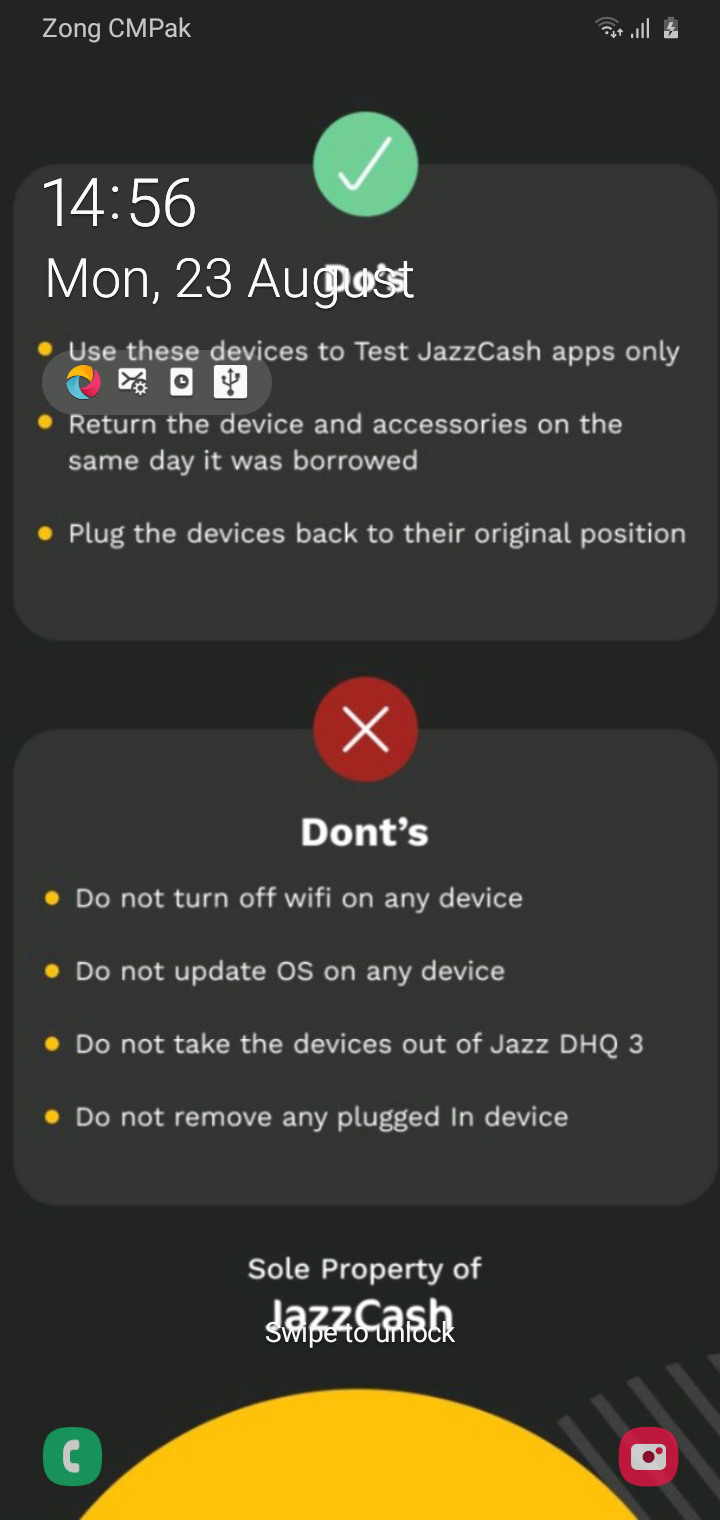 Zong CMPak
14:56
Mon, 23 August
Do's
Use these devices to Test JazzCash apps only
Return the device and accessories on the
same day it was borrowed
Plug the devices back to their original position
Dont's
Do not turn off wifi on any device
Do not update OS on any device
Do not take the devices out of Jazz DHQ 3
Do not remove any plugged In device
Sole Property of
JazzCash
Swipe to unlock